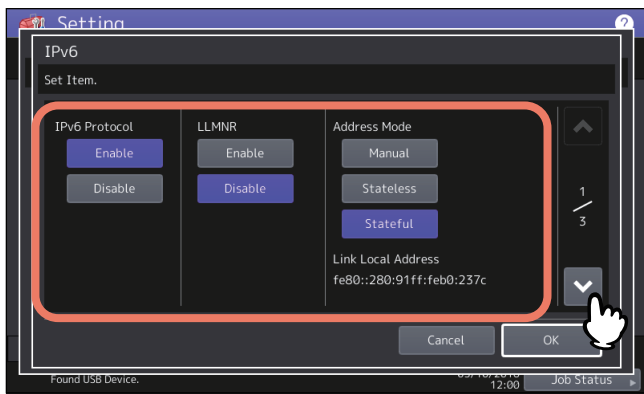 Setting
?
IPv6
Set Item.
IPv6 Protocol
Enable
Disable
LLMNR
Enable
Disable
Address Mode
Manual
Stateless
Stateful
Link Local Address
fe80::280:91ff:feb0:237c
1
3
Cancel
OK
Found USB Device.
12:00
Job Status